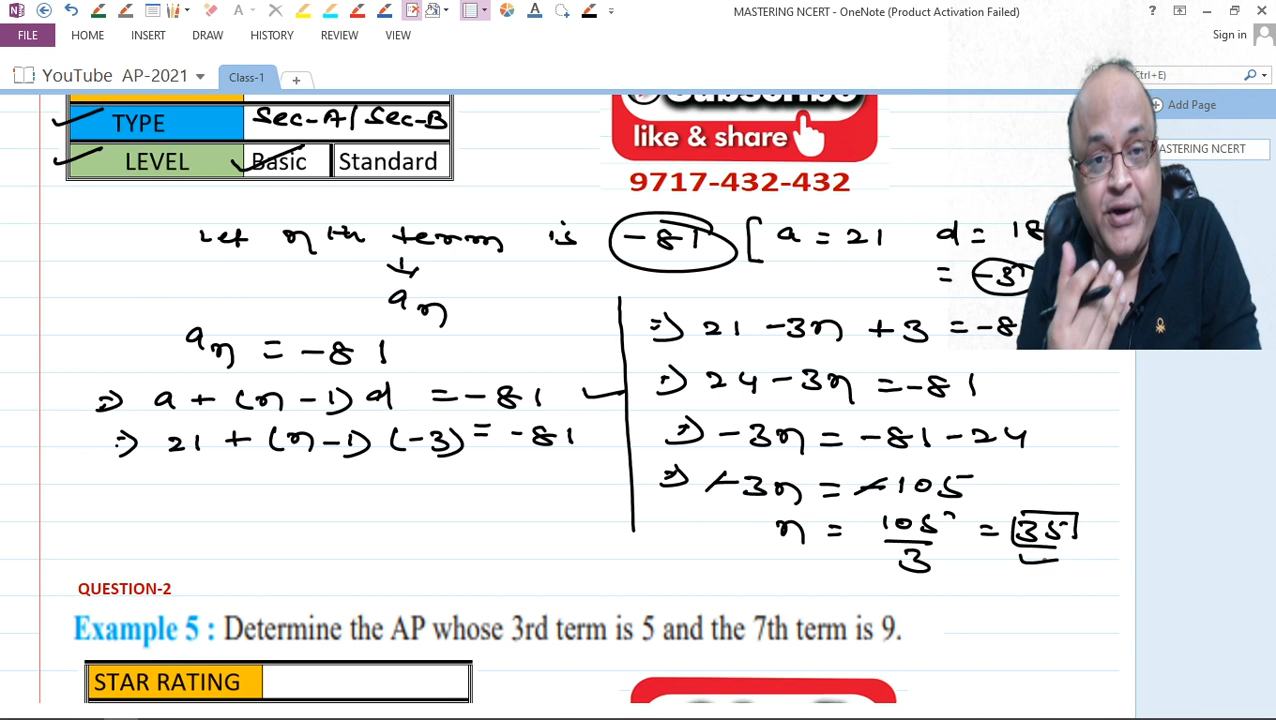 MASTERING NCERT - OneNote (Product Activation Failed)
FILE HOME INSERT DRAW HISTORY REVIEW VIEW
Sign in
YouTube AP-2021 Class-1
Ctrl+E)
Add Page
MASTERING NCERT
TYPE Sec-A/Sec-B
LEVEL Basic Standard
Subscribe
like & share
9717-432-432
Let nth term is -81 [a = 21 d = 18
= -3
an
an = -81
=> a + (n-1)d = -81
=> 21 + (n-1)(-3) = -81
=> 21 - 3n + 3 = -8
=> 24 - 3n = -81
=> -3n = -81 - 24
=> -3n = -105
n = 105/3 = 35
QUESTION-2
Example 5 : Determine the AP whose 3rd term is 5 and the 7th term is 9.
STAR RATING